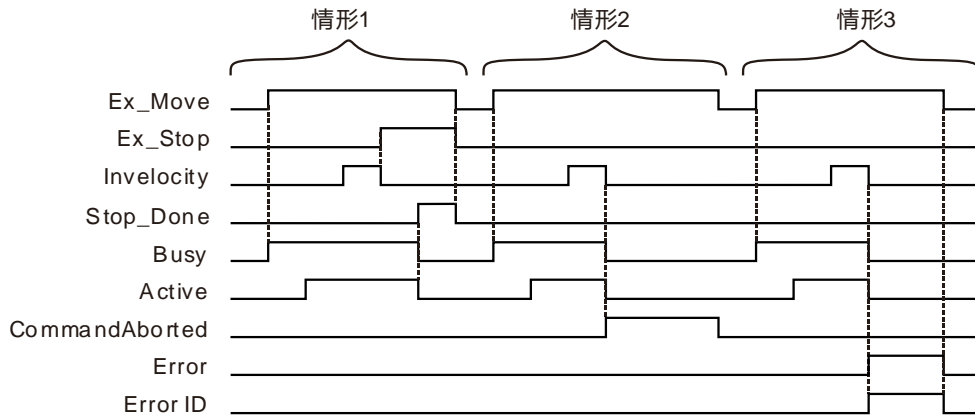 情形1 情形2 情形3
Ex_Move
Ex_Stop
Invelocity
Stop_Done
Busy
Active
CommandAborted
Error
Error ID